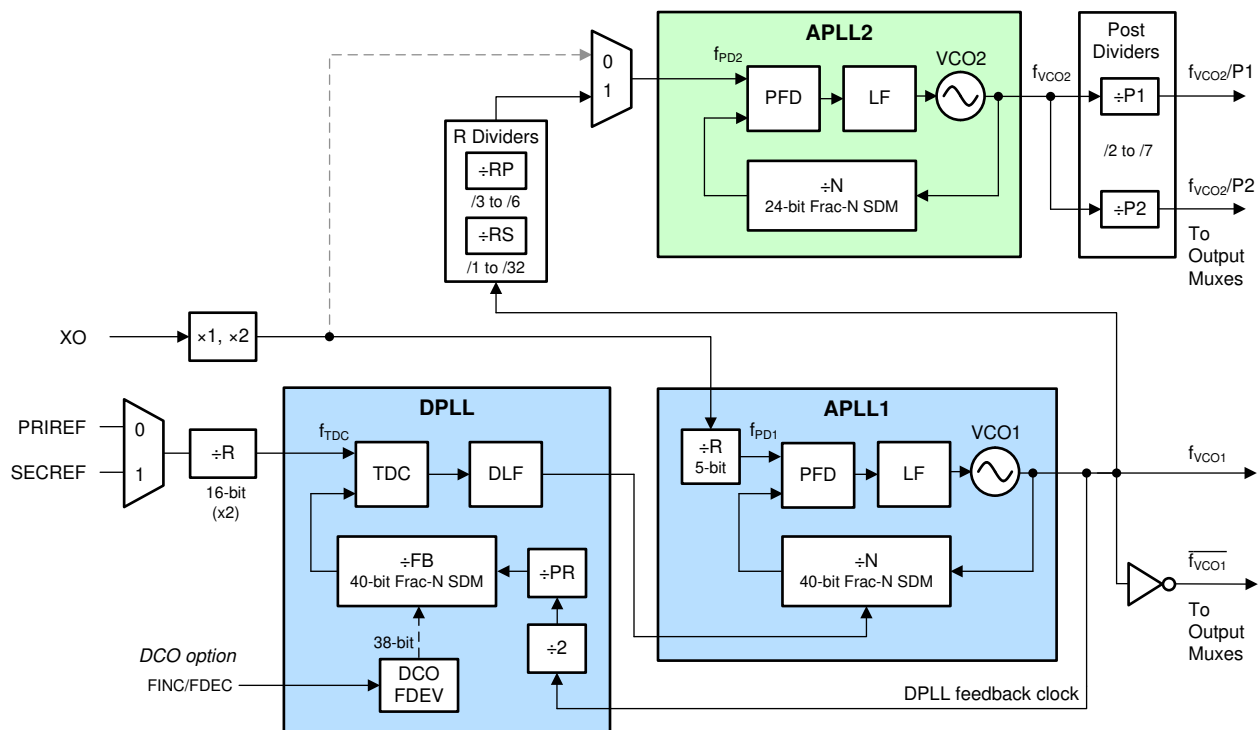 APLL2
Post
Dividers
VCO2
0
1
f_PD2
PFD
LF
f_VCO2
÷P1
f_VCO2/P1
R Dividers
÷RP
/3 to /6
÷RS
/1 to /32
÷N
24-bit Frac-N SDM
/2 to /7
÷P2
f_VCO2/P2
To
Output
Muxes
XO
×1, ×2
DPLL
APLL1
PRIREF
SECREF
0
1
÷R
16-bit
(x2)
f_TDC
TDC
DLF
÷R
5-bit
f_PD1
PFD
LF
VCO1
f_VCO1
÷FB
40-bit Frac-N SDM
÷PR
÷N
40-bit Frac-N SDM
f_VCO1
To
Output
Muxes
38-bit
÷2
DCO option
FINC/FDEC
DCO
FDEV
DPLL feedback clock